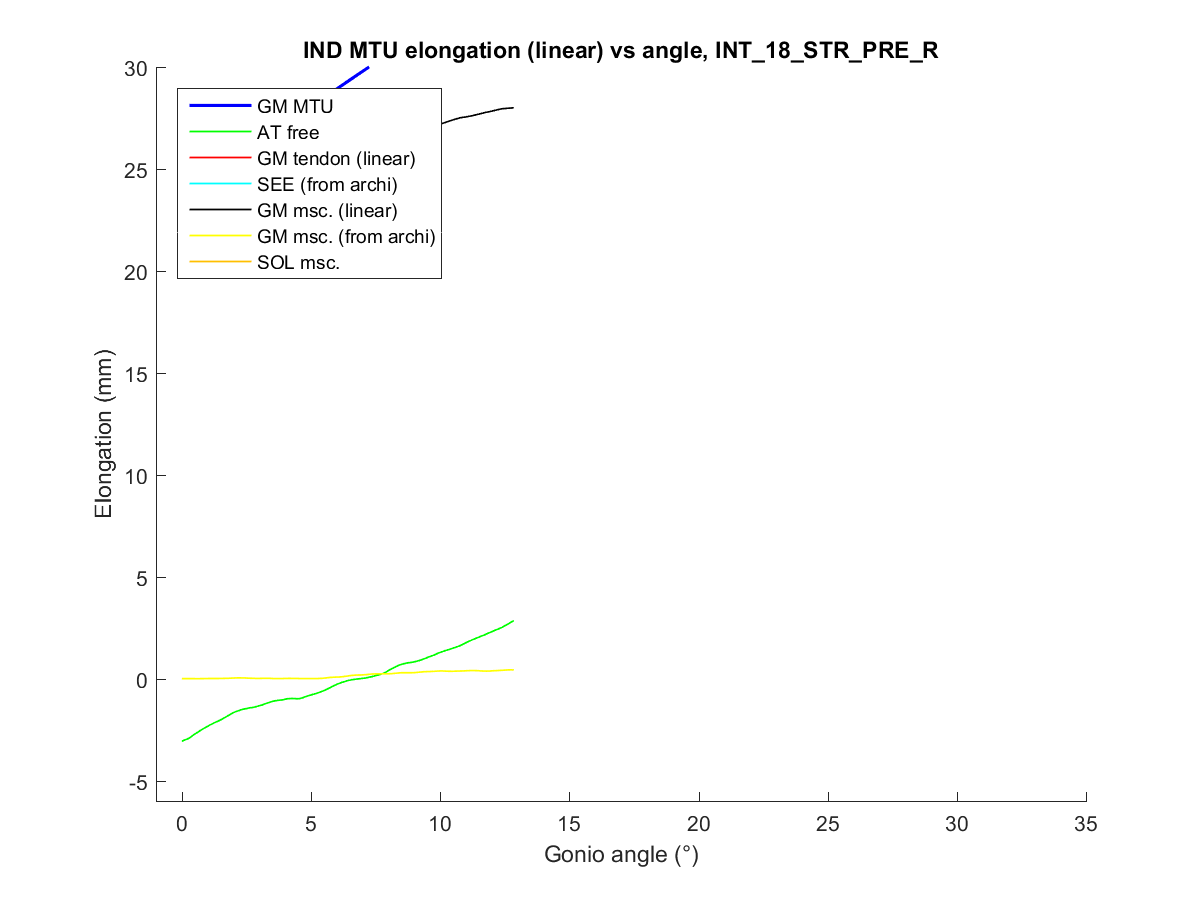 IND MTU elongation (linear) vs angle, INT_18_STR_PRE_R
30
25
20
15
10
5
0
-5
GM MTU
AT free
GM tendon (linear)
SEE (from archi)
GM msc. (linear)
GM msc. (from archi)
SOL msc.
Elongation (mm)
0 5 10 15 20 25 30 35
Gonio angle (°)